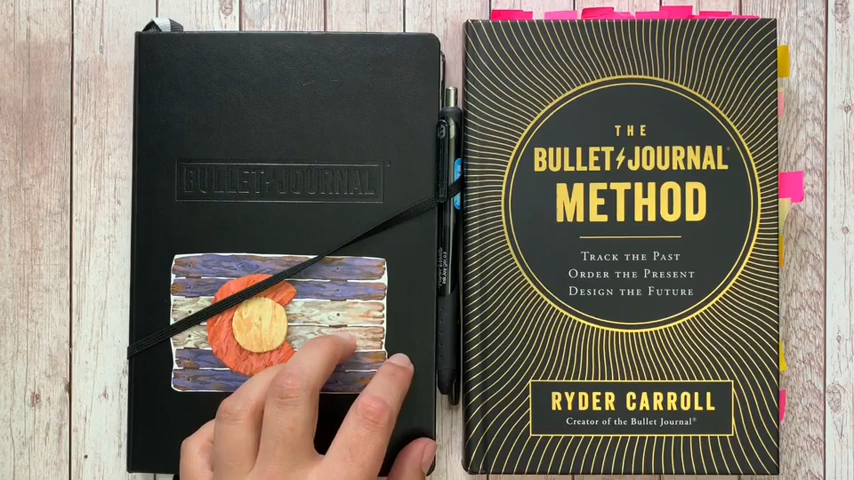 BULLET JOURNAL
THE
BULLET JOURNAL®
METHOD
TRACK THE PAST
ORDER THE PRESENT
DESIGN THE FUTURE
RYDER CARROLL
Creator of the Bullet Journal®